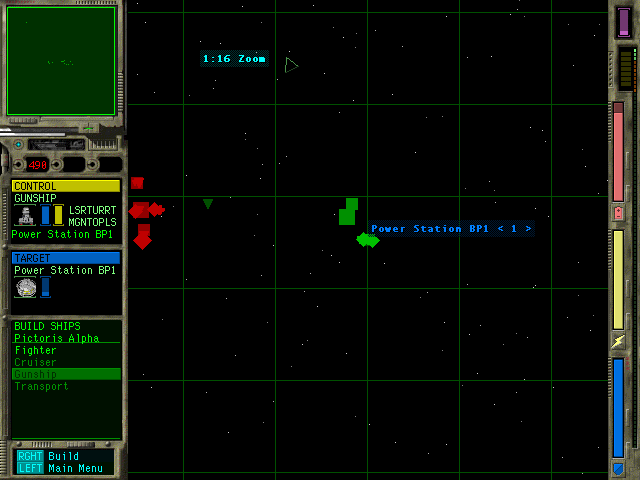 1:16 Zoom
490
CONTROL
GUNSHIP
LSRTURRT
MGNTOPLS
Power Station BP1
Power Station BP1 < 1 >
TARGET
Power Station BP1
BUILD SHIPS
Pictoris Alpha
Fighter
Cruiser
Gunship
Transport
RGHT Build
LEFT Main Menu